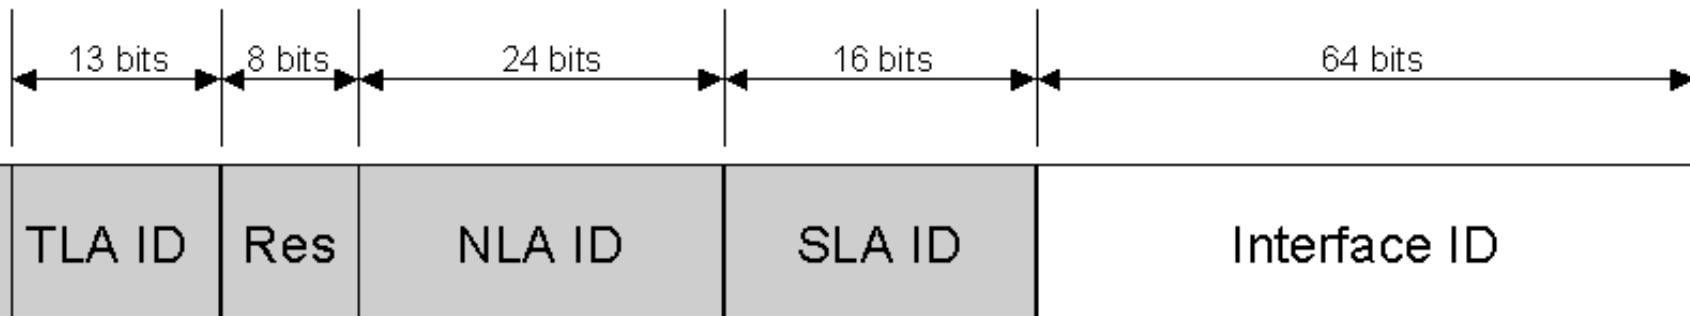 13 bits 8 bits 24 bits 16 bits 64 bits
TLA ID Res NLA ID SLA ID Interface ID